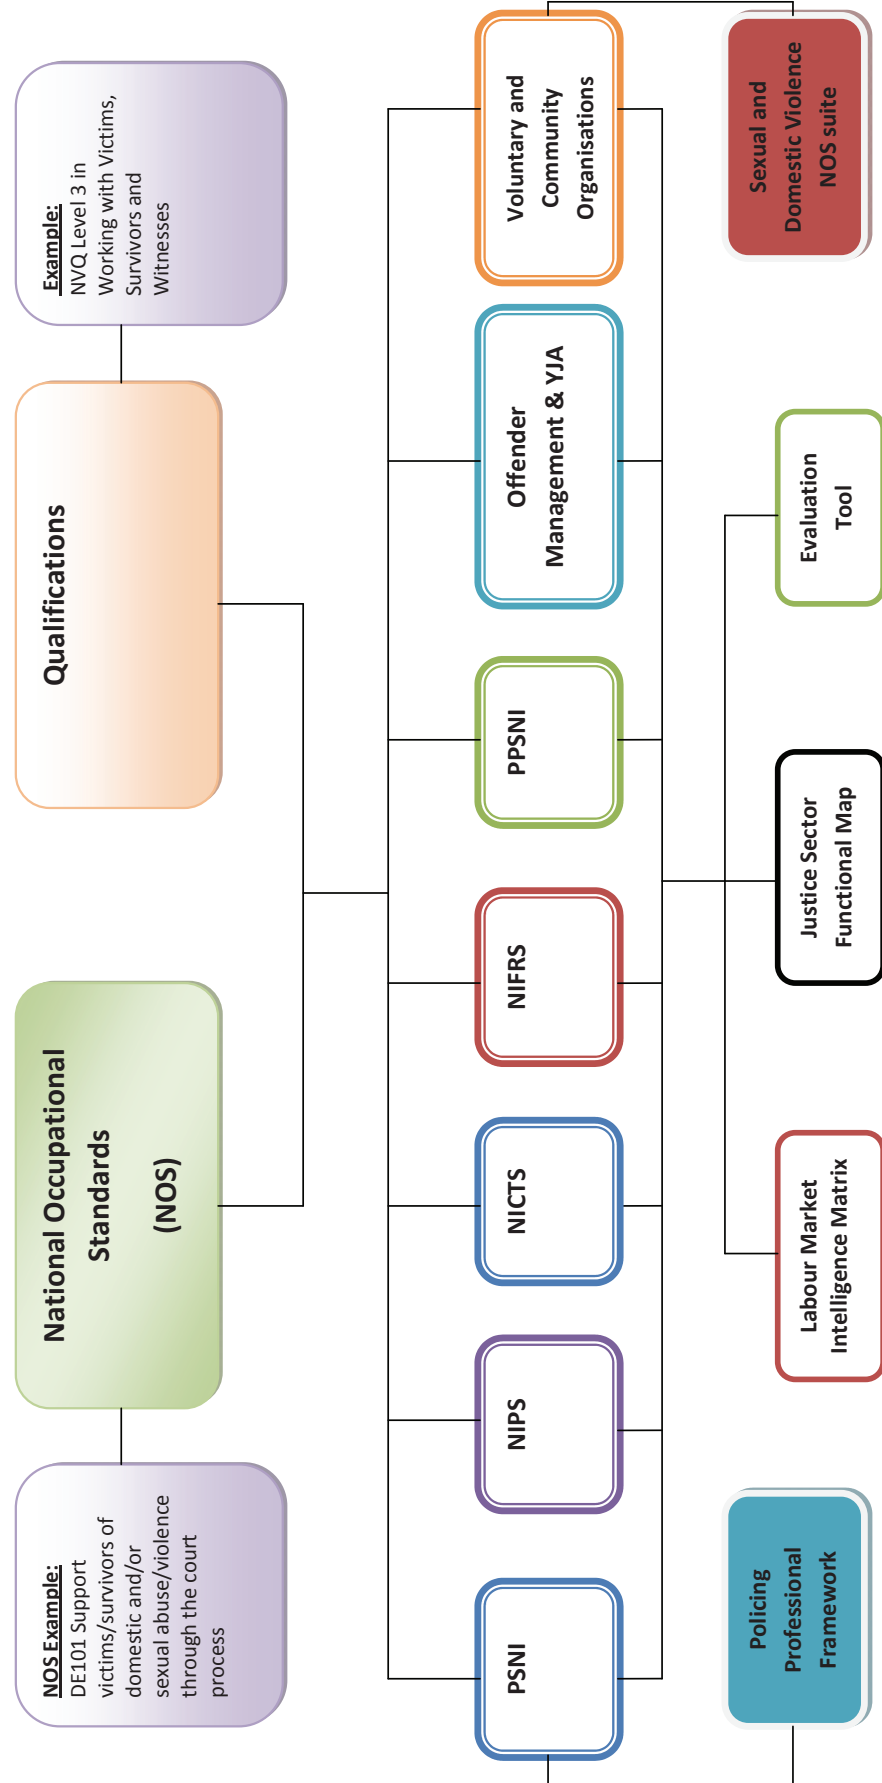 NOS Example:
DE101 Support
victims/survivors of
domestic and/or
sexual abuse/violence
through the court
process
National Occupational
Standards
(NOS)
Qualifications
Example:
NVQ Level 3 in
Working with Victims,
Survivors and
Witnesses
PSNI
NIPS
NICTS
NIFRS
PPSNI
Offender
Management & YJA
Voluntary and
Community
Organisations
Policing
Professional
Framework
Labour Market
Intelligence Matrix
Justice Sector
Functional Map
Evaluation
Tool
Sexual and
Domestic Violence
NOS suite